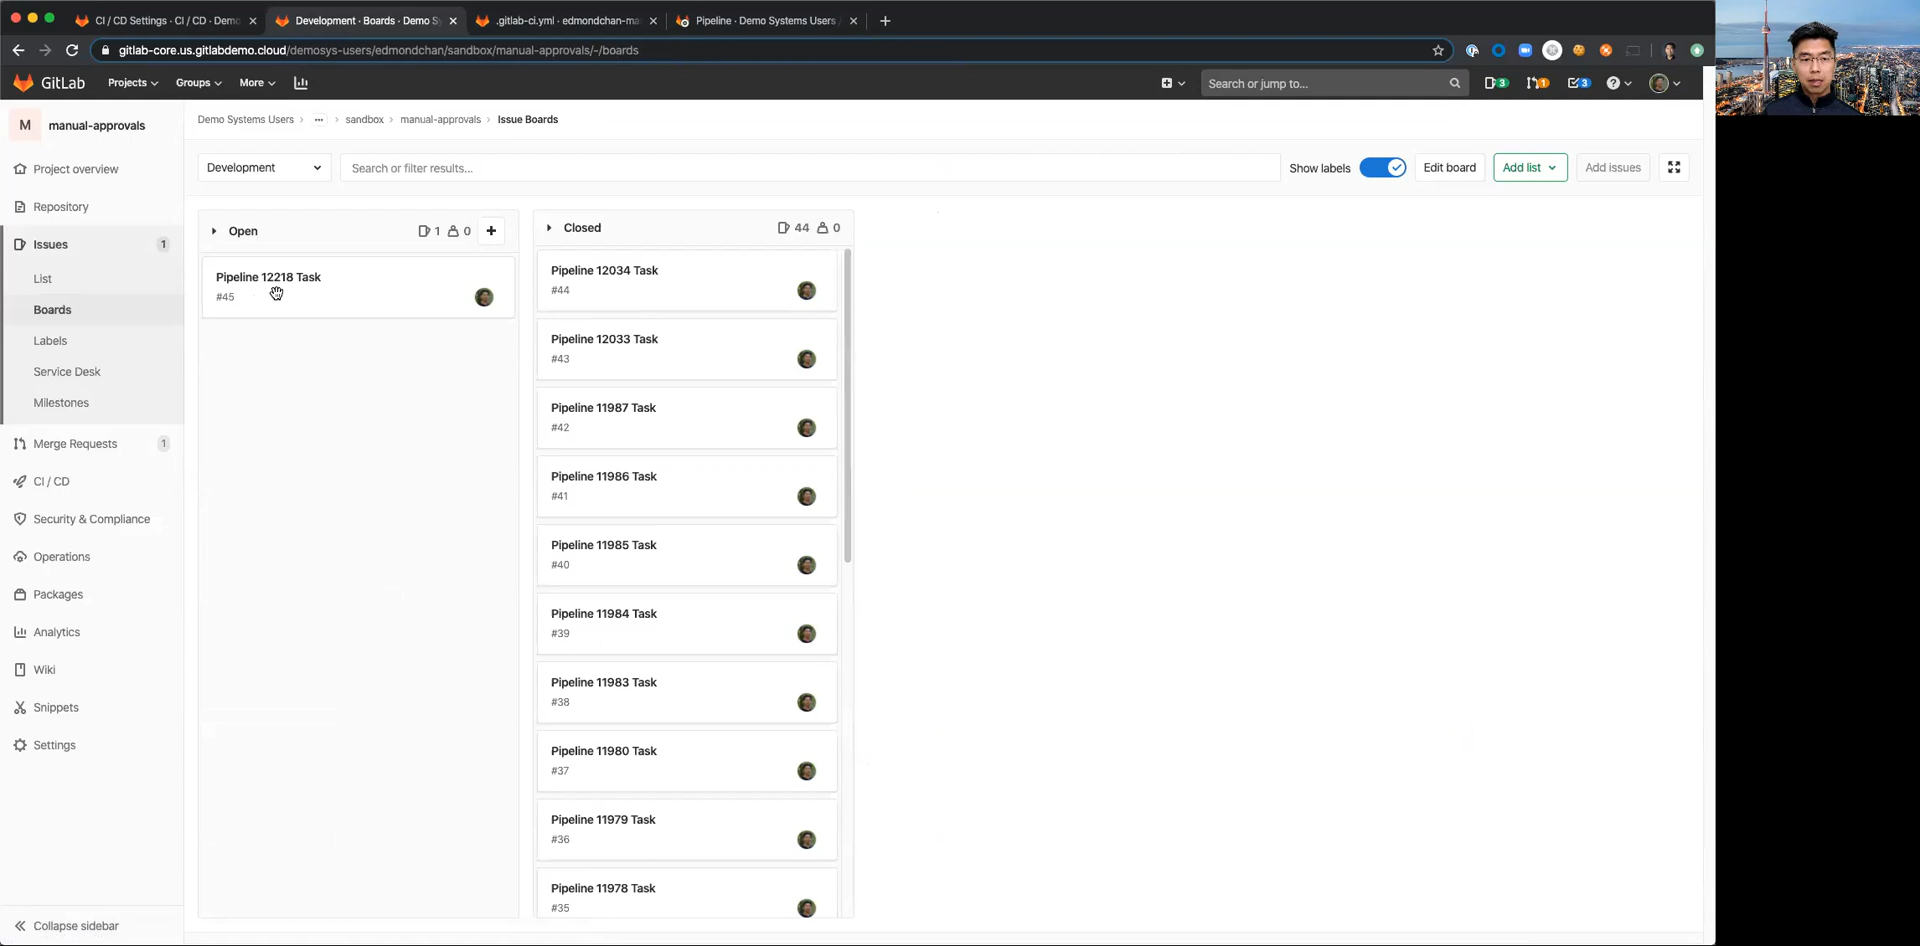 CI / CD Settings · CI / CD · Demo
Development · Boards · Demo Sy
.gitlab-ci.yml · edmondchan-ma
Pipeline · Demo Systems Users /
gitlab-core.us.gitlabdemo.cloud/demosys-users/edmondchan/sandbox/manual-approvals/-/boards
GitLab
Projects
Groups
More
Search or jump to...
3
1
3
M
manual-approvals
Project overview
Repository
Issues
1
List
Boards
Labels
Service Desk
Milestones
Merge Requests
1
CI / CD
Security & Compliance
Operations
Packages
Analytics
Wiki
Snippets
Settings
Collapse sidebar
Demo Systems Users > ... > sandbox > manual-approvals > Issue Boards
Development
Search or filter results...
Show labels
Edit board
Add list
Add issues
Open
1
0
Pipeline 12218 Task
#45
Closed
44
0
Pipeline 12034 Task
#44
Pipeline 12033 Task
#43
Pipeline 11987 Task
#42
Pipeline 11986 Task
#41
Pipeline 11985 Task
#40
Pipeline 11984 Task
#39
Pipeline 11983 Task
#38
Pipeline 11980 Task
#37
Pipeline 11979 Task
#36
Pipeline 11978 Task
#35